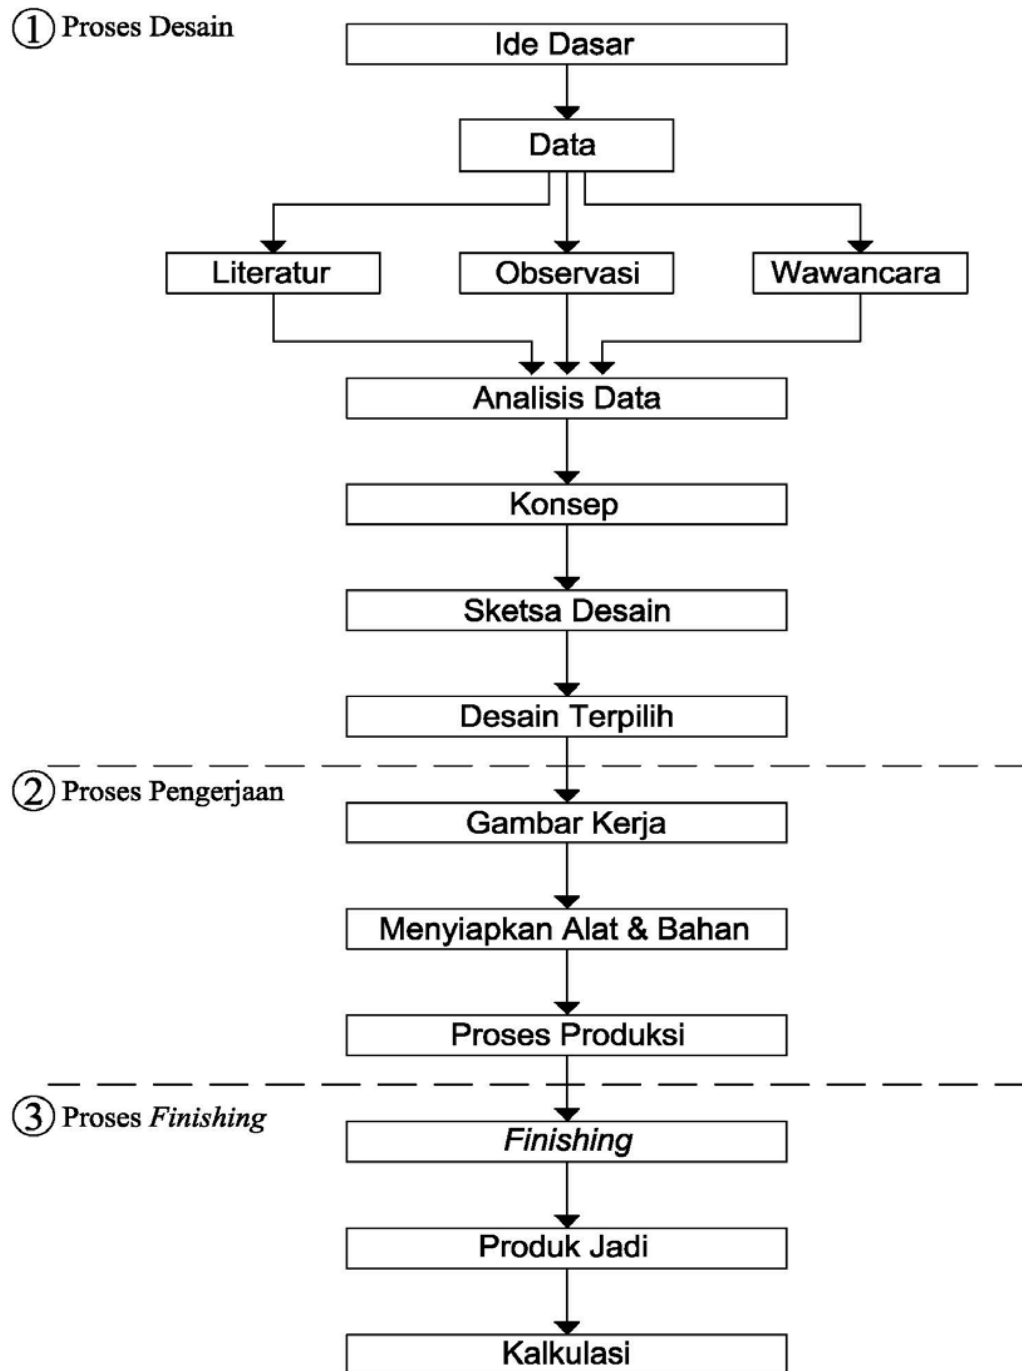 1 Proses Desain
Ide Dasar
Data
Literatur
Observasi
Wawancara
Analisis Data
Konsep
Sketsa Desain
Desain Terpilih
2 Proses Pengerjaan
Gambar Kerja
Menyiapkan Alat & Bahan
Proses Produksi
3 Proses Finishing
Finishing
Produk Jadi
Kalkulasi